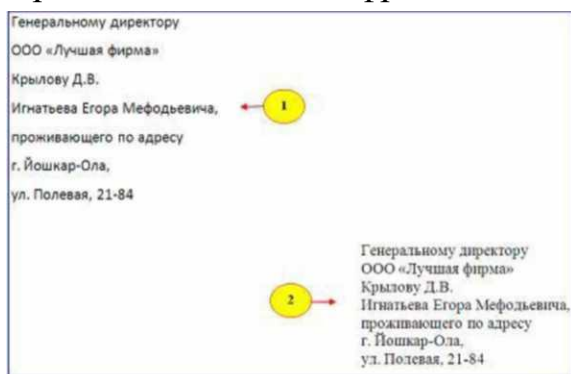 Генеральному директору
ООО «Лучшая фирма»
Крылову Д.В.
Игнатьева Егора Мефодьевича,
1
проживающего по адресу
г. Йошкар-Ола,
ул. Полевая, 21-84
Генеральному директору
ООО «Лучшая фирма»
Крылову Д.В.
2
Игнатьева Егора Мефодьевича,
проживающего по адресу
г. Йошкар-Ола,
ул. Полевая, 21-84